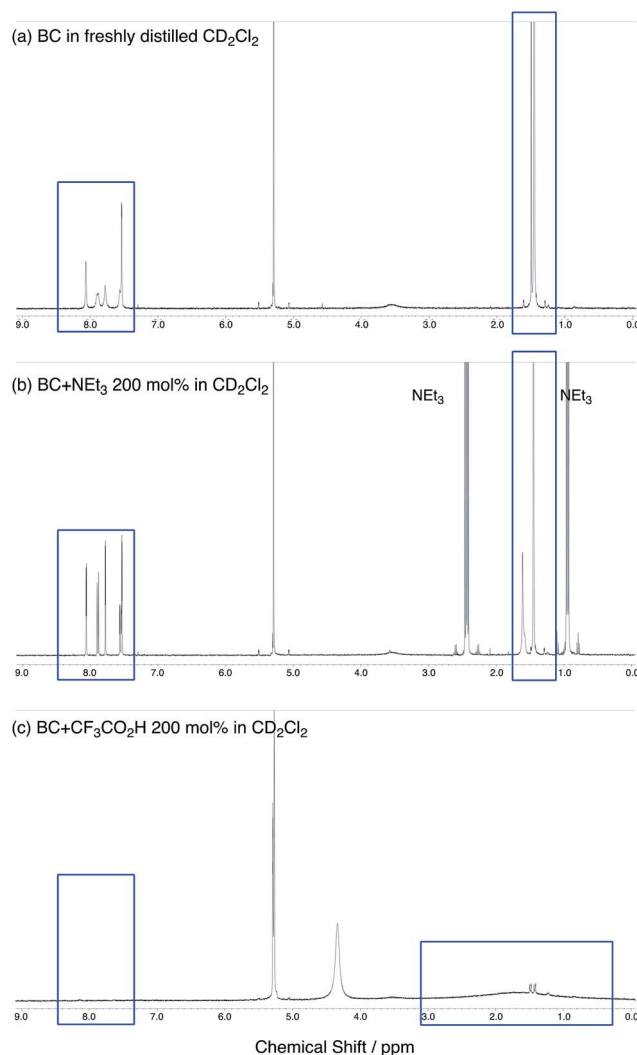 (a) BC in freshly distilled CD₂Cl₂
9.0 8.0 7.0 6.0 5.0 4.0 3.0 2.0 1.0 0.0
(b) BC+NEt₃ 200 mol% in CD₂Cl₂
NEt₃ NEt₃
9.0 8.0 7.0 6.0 5.0 4.0 3.0 2.0 1.0 0.0
(c) BC+CF₃CO₂H 200 mol% in CD₂Cl₂
9.0 8.0 7.0 6.0 5.0 4.0 3.0 2.0 1.0 0.0
Chemical Shift / ppm